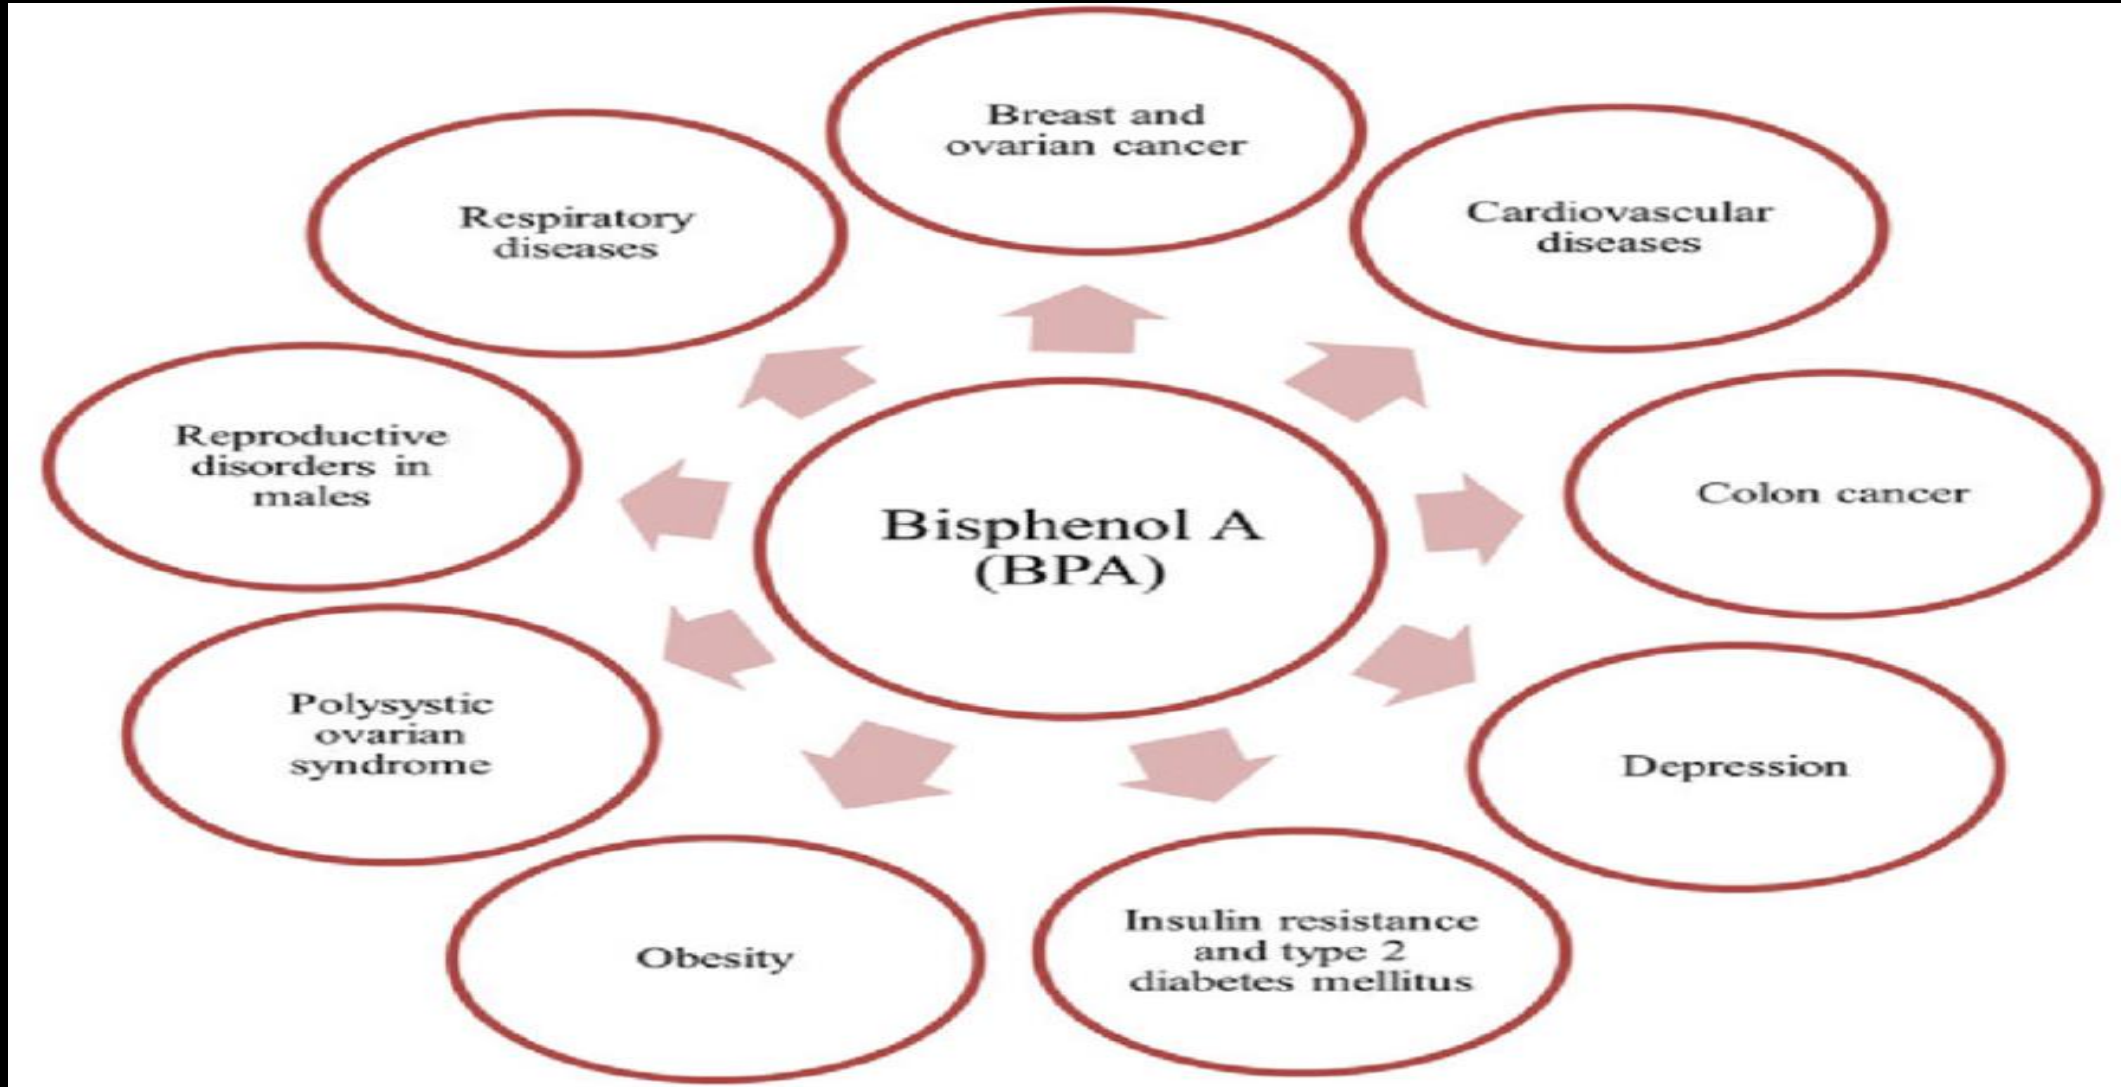 Breast and
ovarian cancer
Cardiovascular
diseases
Colon cancer
Depression
Insulin resistance
and type 2
diabetes mellitus
Obesity
Polysystic
ovarian
syndrome
Reproductive
disorders in
males
Respiratory
diseases
Bisphenol A
(BPA)